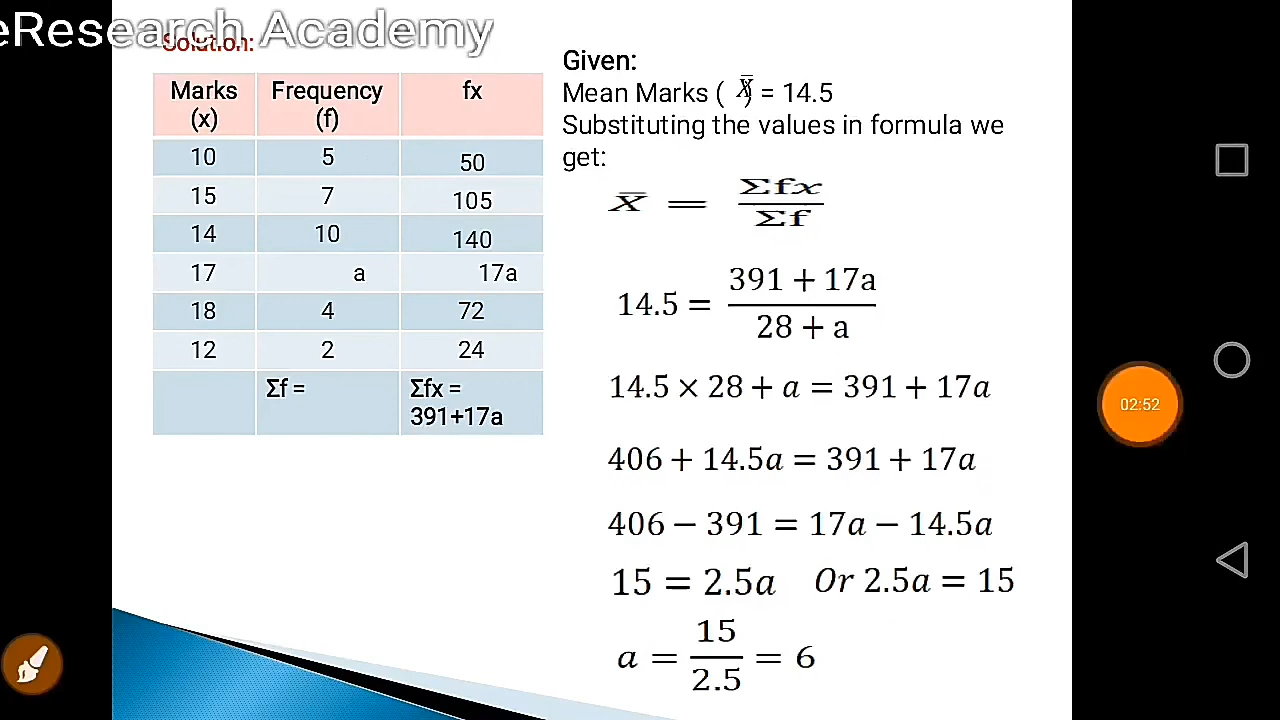 eResearch Academy
Solution:
Marks (x) Frequency (f) fx
10 5 50
15 7 105
14 10 140
17 a 17a
18 4 72
12 2 24
Σf = Σfx = 391+17a
Given:
Mean Marks ( X̄ ) = 14.5
Substituting the values in formula we
get:
X̄ = Σfx / Σf
14.5 = 391 + 17a / 28 + a
14.5 × 28 + a = 391 + 17a
406 + 14.5a = 391 + 17a
406 − 391 = 17a − 14.5a
15 = 2.5a Or 2.5a = 15
a = 15 / 2.5 = 6
02:52